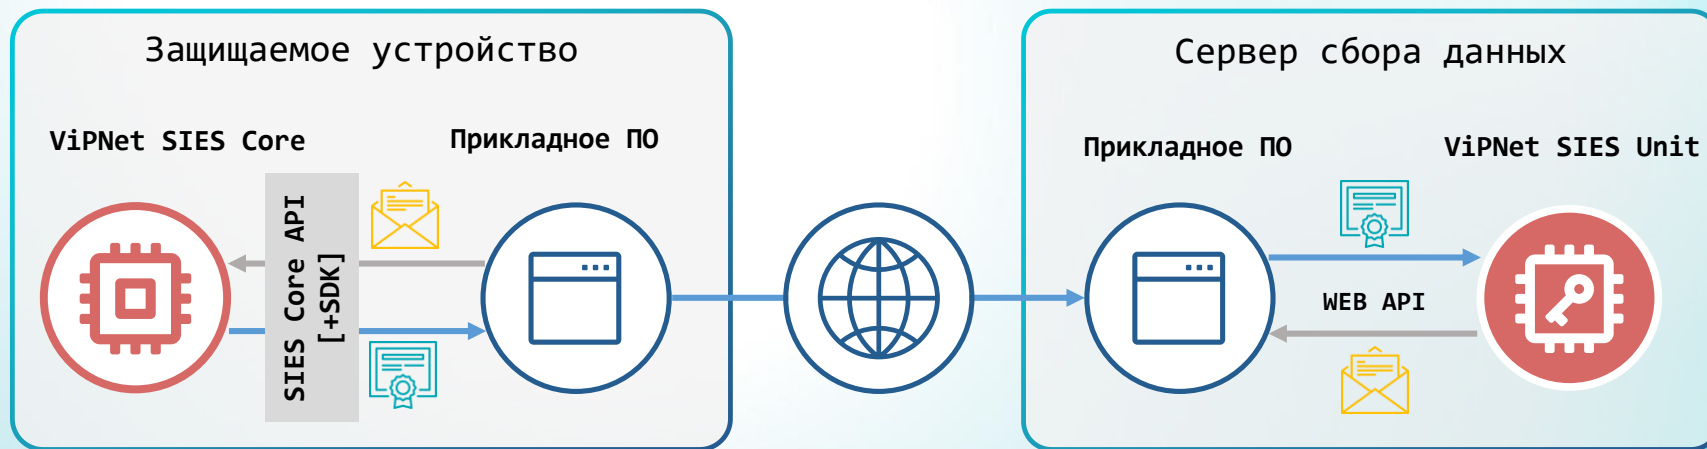 Защищаемое устройство
ViPNet SIES Core
Прикладное ПО
SIES Core API
[+SDK]
Сервер сбора данных
Прикладное ПО
ViPNet SIES Unit
WEB API